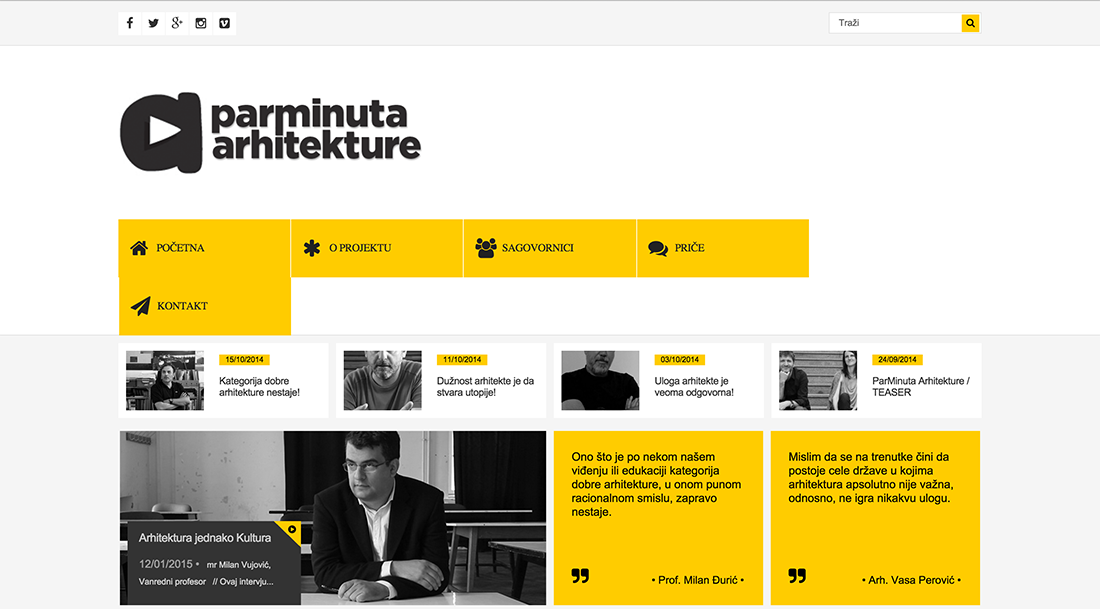 Traži
parminuta
arhitekture
POČETNA
O PROJEKTU
SAGOVORNICI
PRIČE
KONTAKT
15/10/2014
Kategorija dobre
arhitekture nestaje!
11/10/2014
Dužnost arhitekte je da
stvara utopije!
03/10/2014
Uloga arhitekte je
veoma odgovorna!
24/09/2014
ParMinuta Arhitekture /
TEASER
Arhitektura jednako Kultura
12/01/2015 • mr Milan Vujović,
Vanredni profesor // Ovaj intervju...
Ono što je po nekom našem
viđenju ili edukaciji kategorija
dobre arhitekture, u onom punom
racionalnom smislu, zapravo
nestaje.
• Prof. Milan Đurić •
Mislim da se na trenutke čini da
postoje cele države u kojima
arhitektura apsolutno nije važna,
odnosno, ne igra nikakvu ulogu.
• Arh. Vasa Perović •